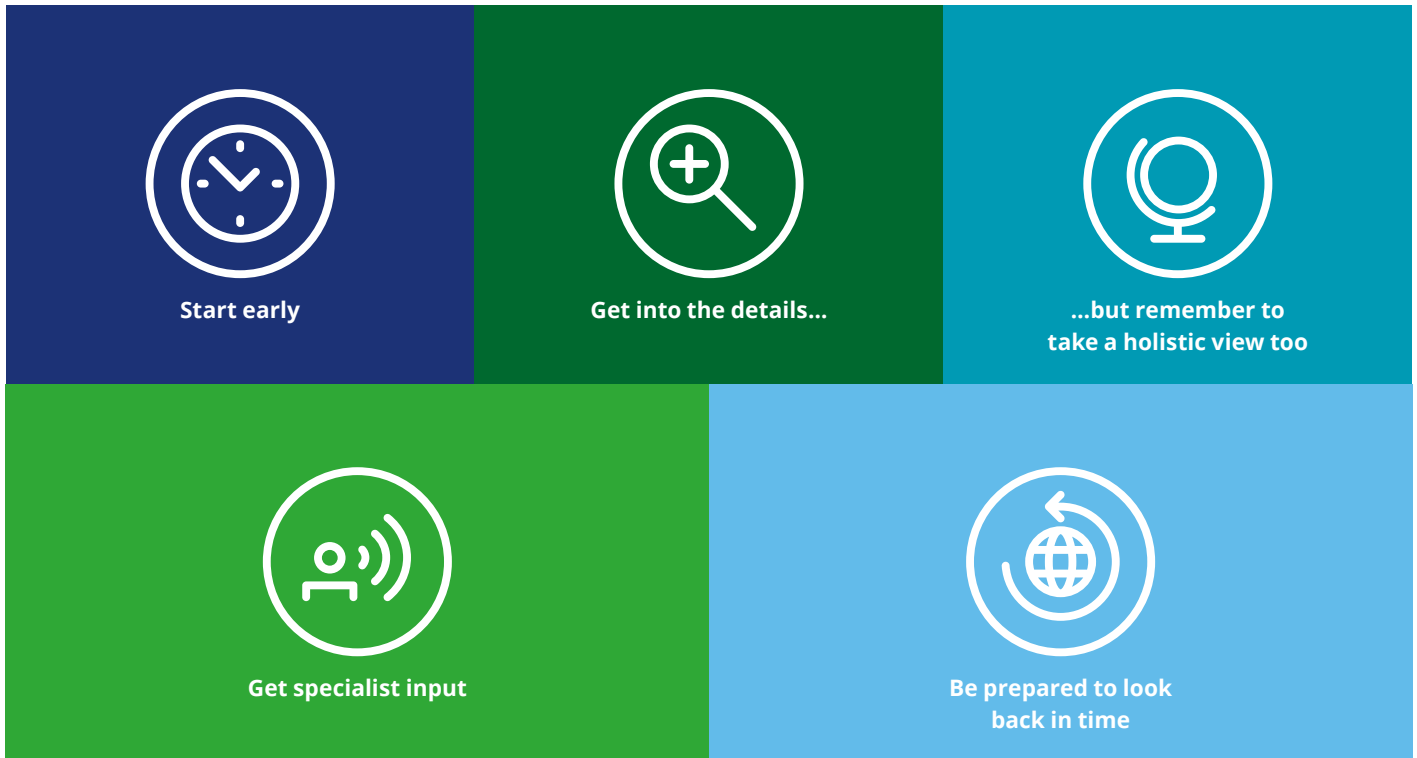 Start early
Get into the details...
...but remember to
take a holistic view too
Get specialist input
Be prepared to look
back in time